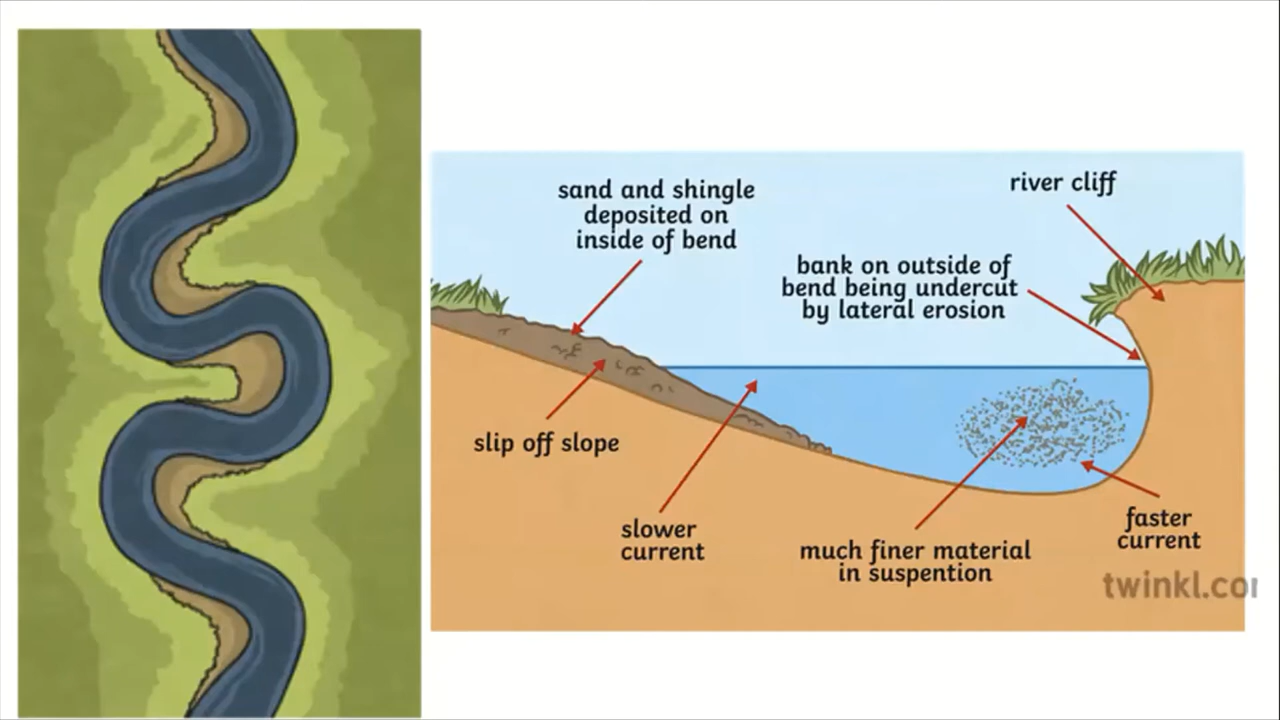 sand and shingle
deposited on
inside of bend
river cliff
bank on outside of
bend being undercut
by lateral erosion
slip off slope
slower
current
much finer material
in suspention
faster
current
twinkl.co